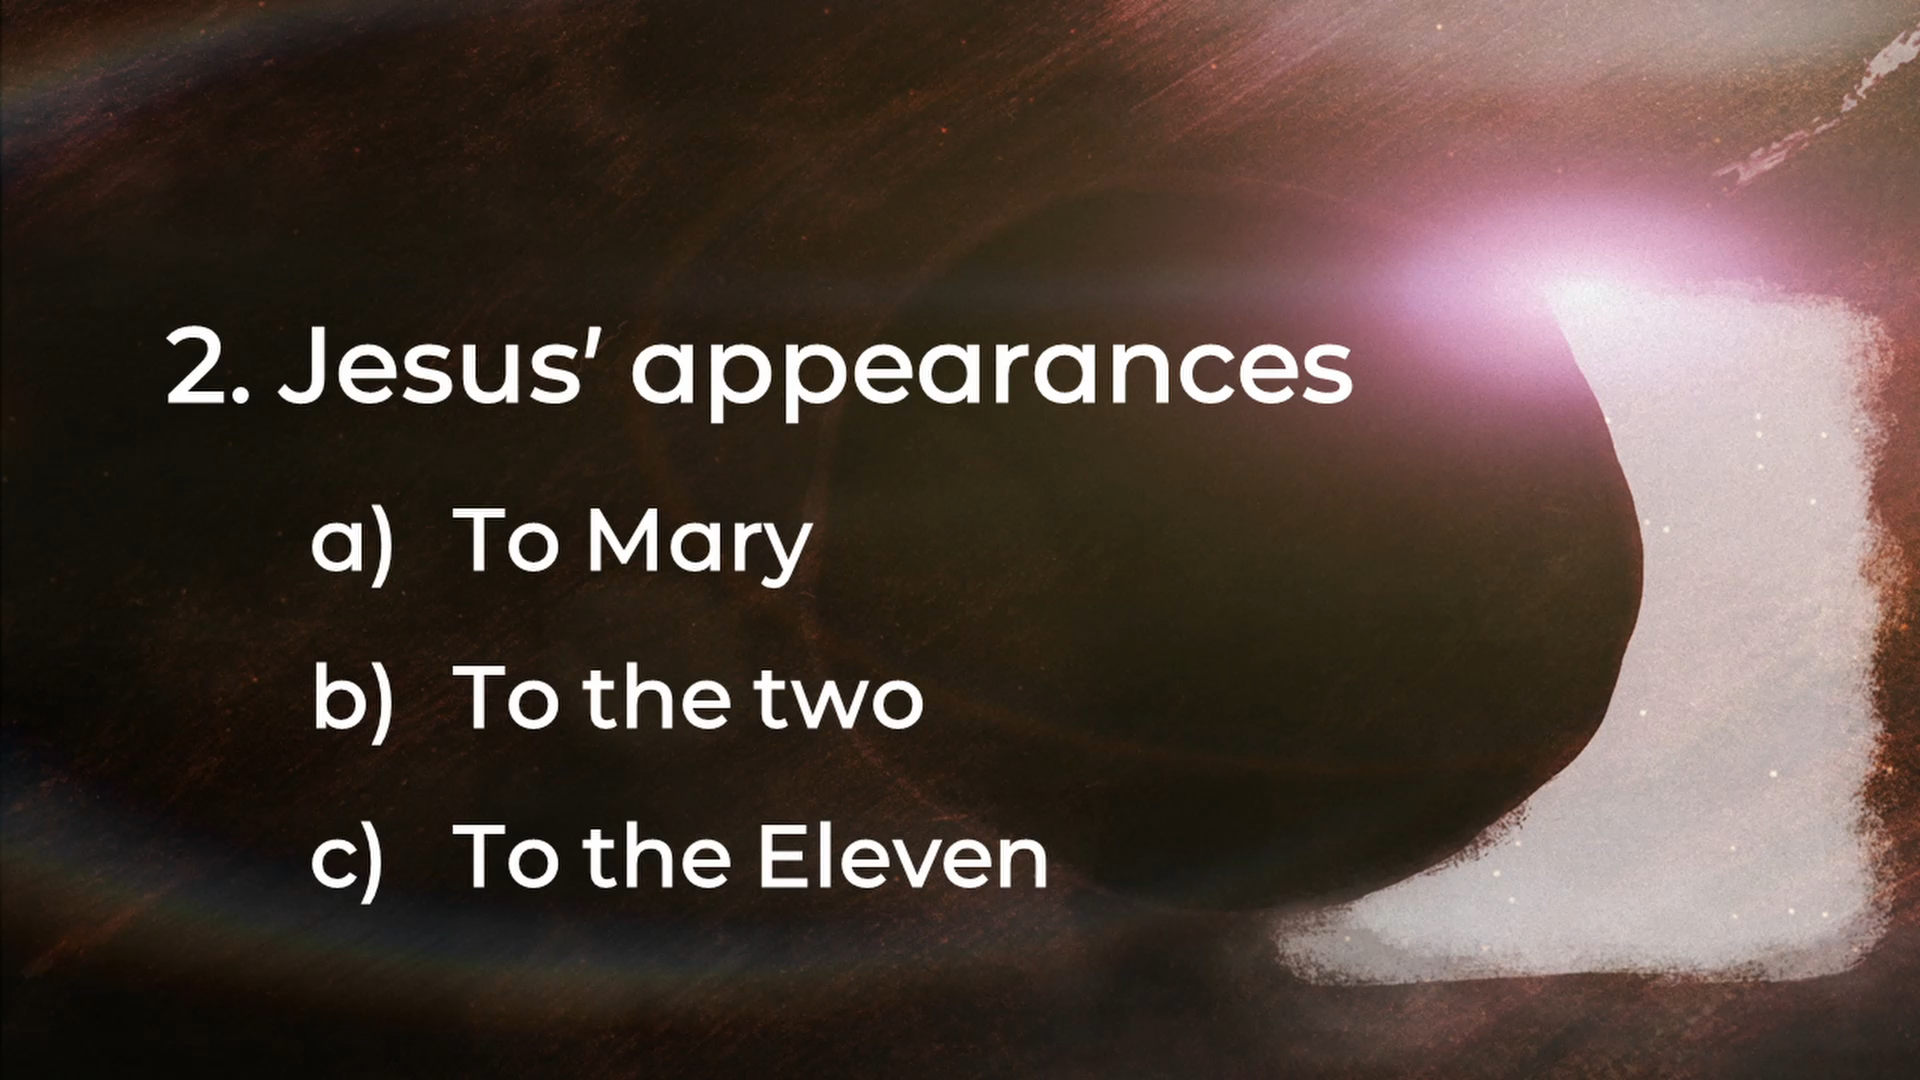 2. Jesus’ appearances
a) To Mary
b) To the two
c) To the Eleven